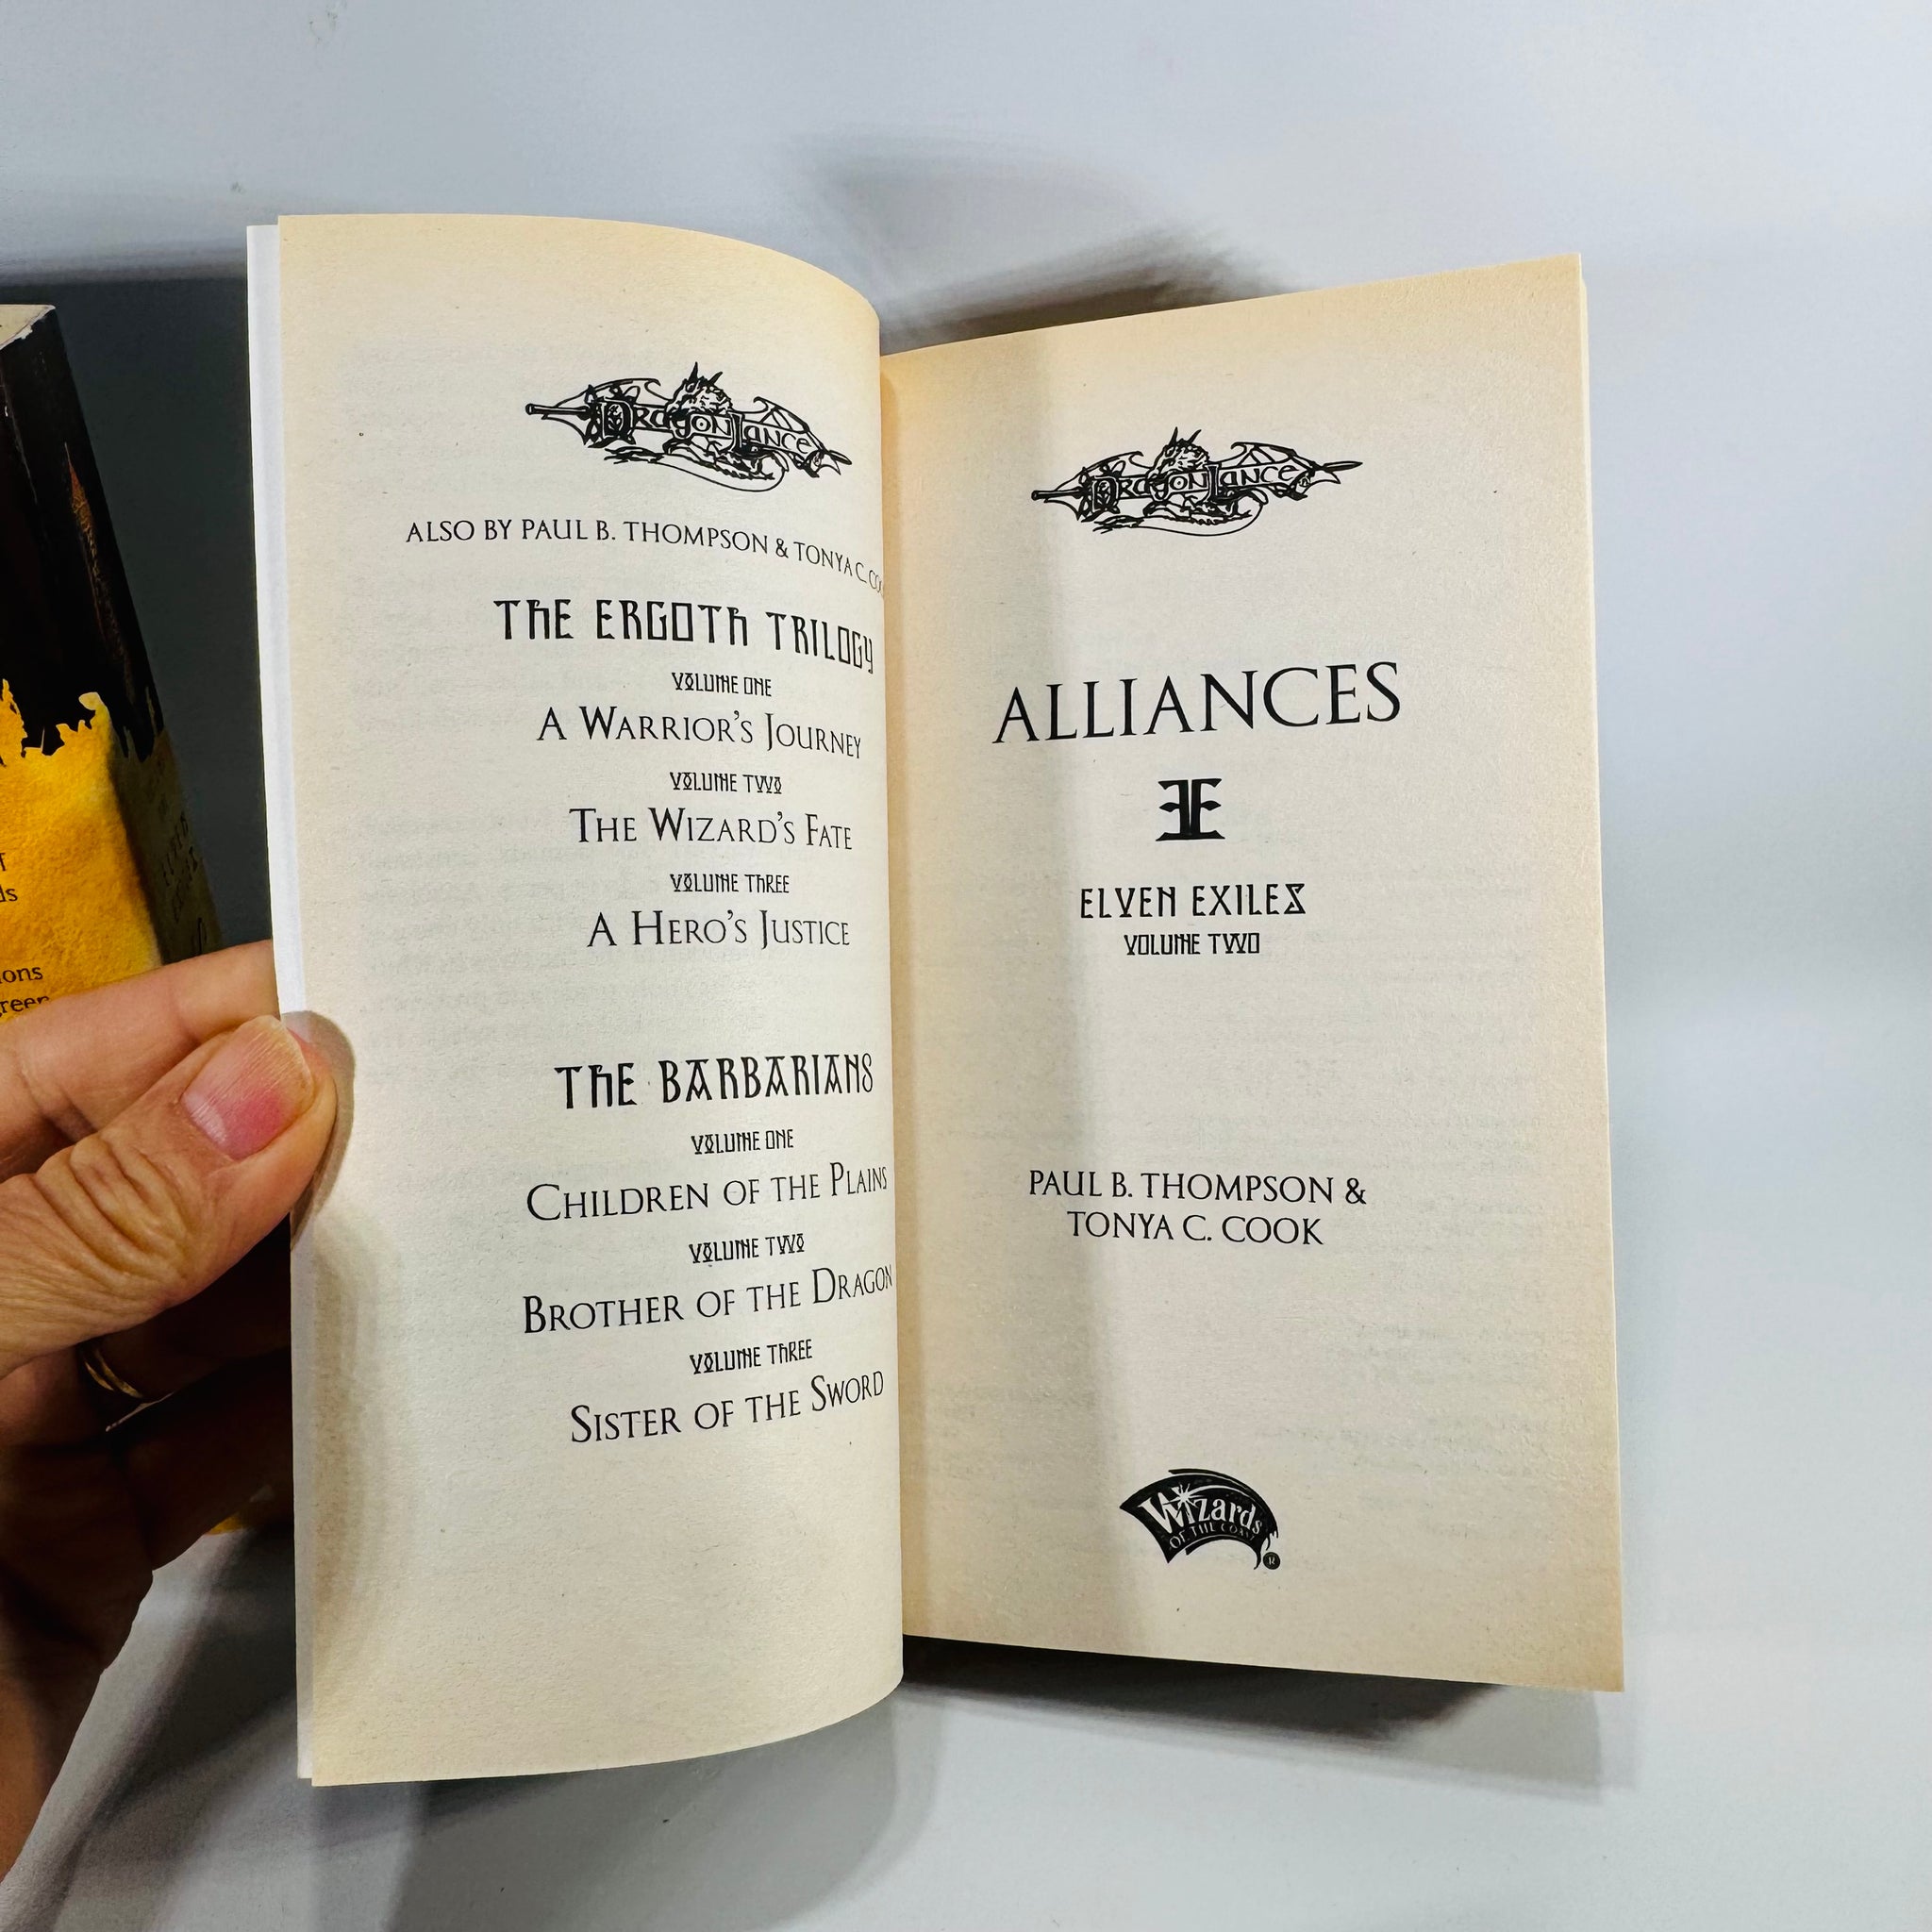 DragonLance
ALSO BY PAUL B. THOMPSON & TONYA C.
THE ERGOTH TRILOGY
VOLUME ONE
A WARRIOR'S JOURNEY
VOLUME TWO
THE WIZARD'S FATE
VOLUME THREE
A HERO'S JUSTICE
THE BARBARIANS
VOLUME ONE
CHILDREN OF THE PLAINS
VOLUME TWO
BROTHER OF THE DRAGON
VOLUME THREE
SISTER OF THE SWORD
DragonLance
ALLIANCES
ELVEN EXILES
VOLUME TWO
PAUL B. THOMPSON &
TONYA C. COOK
Wizards
OF THE COAST
®